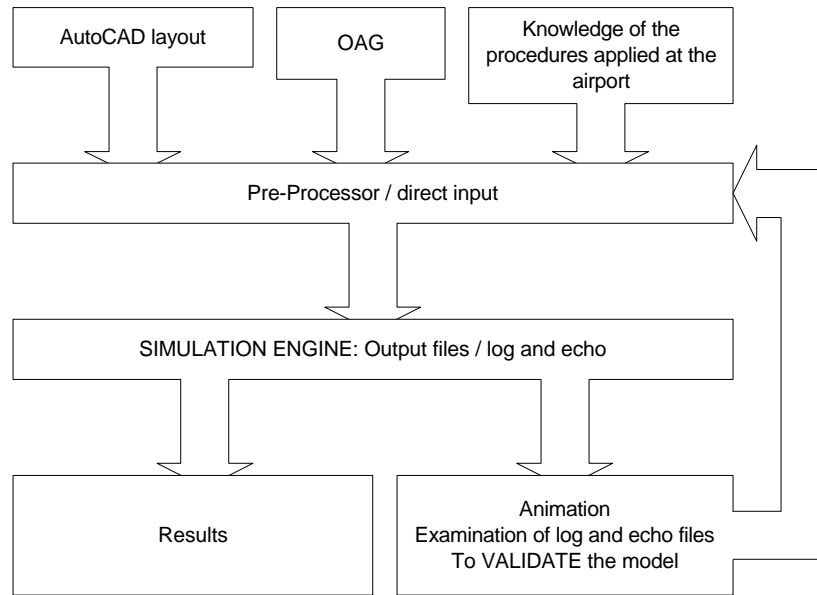 AutoCAD layout
OAG
Knowledge of the
procedures applied at the
airport
Pre-Processor / direct input
SIMULATION ENGINE: Output files / log and echo
Results
Animation
Examination of log and echo files
To VALIDATE the model